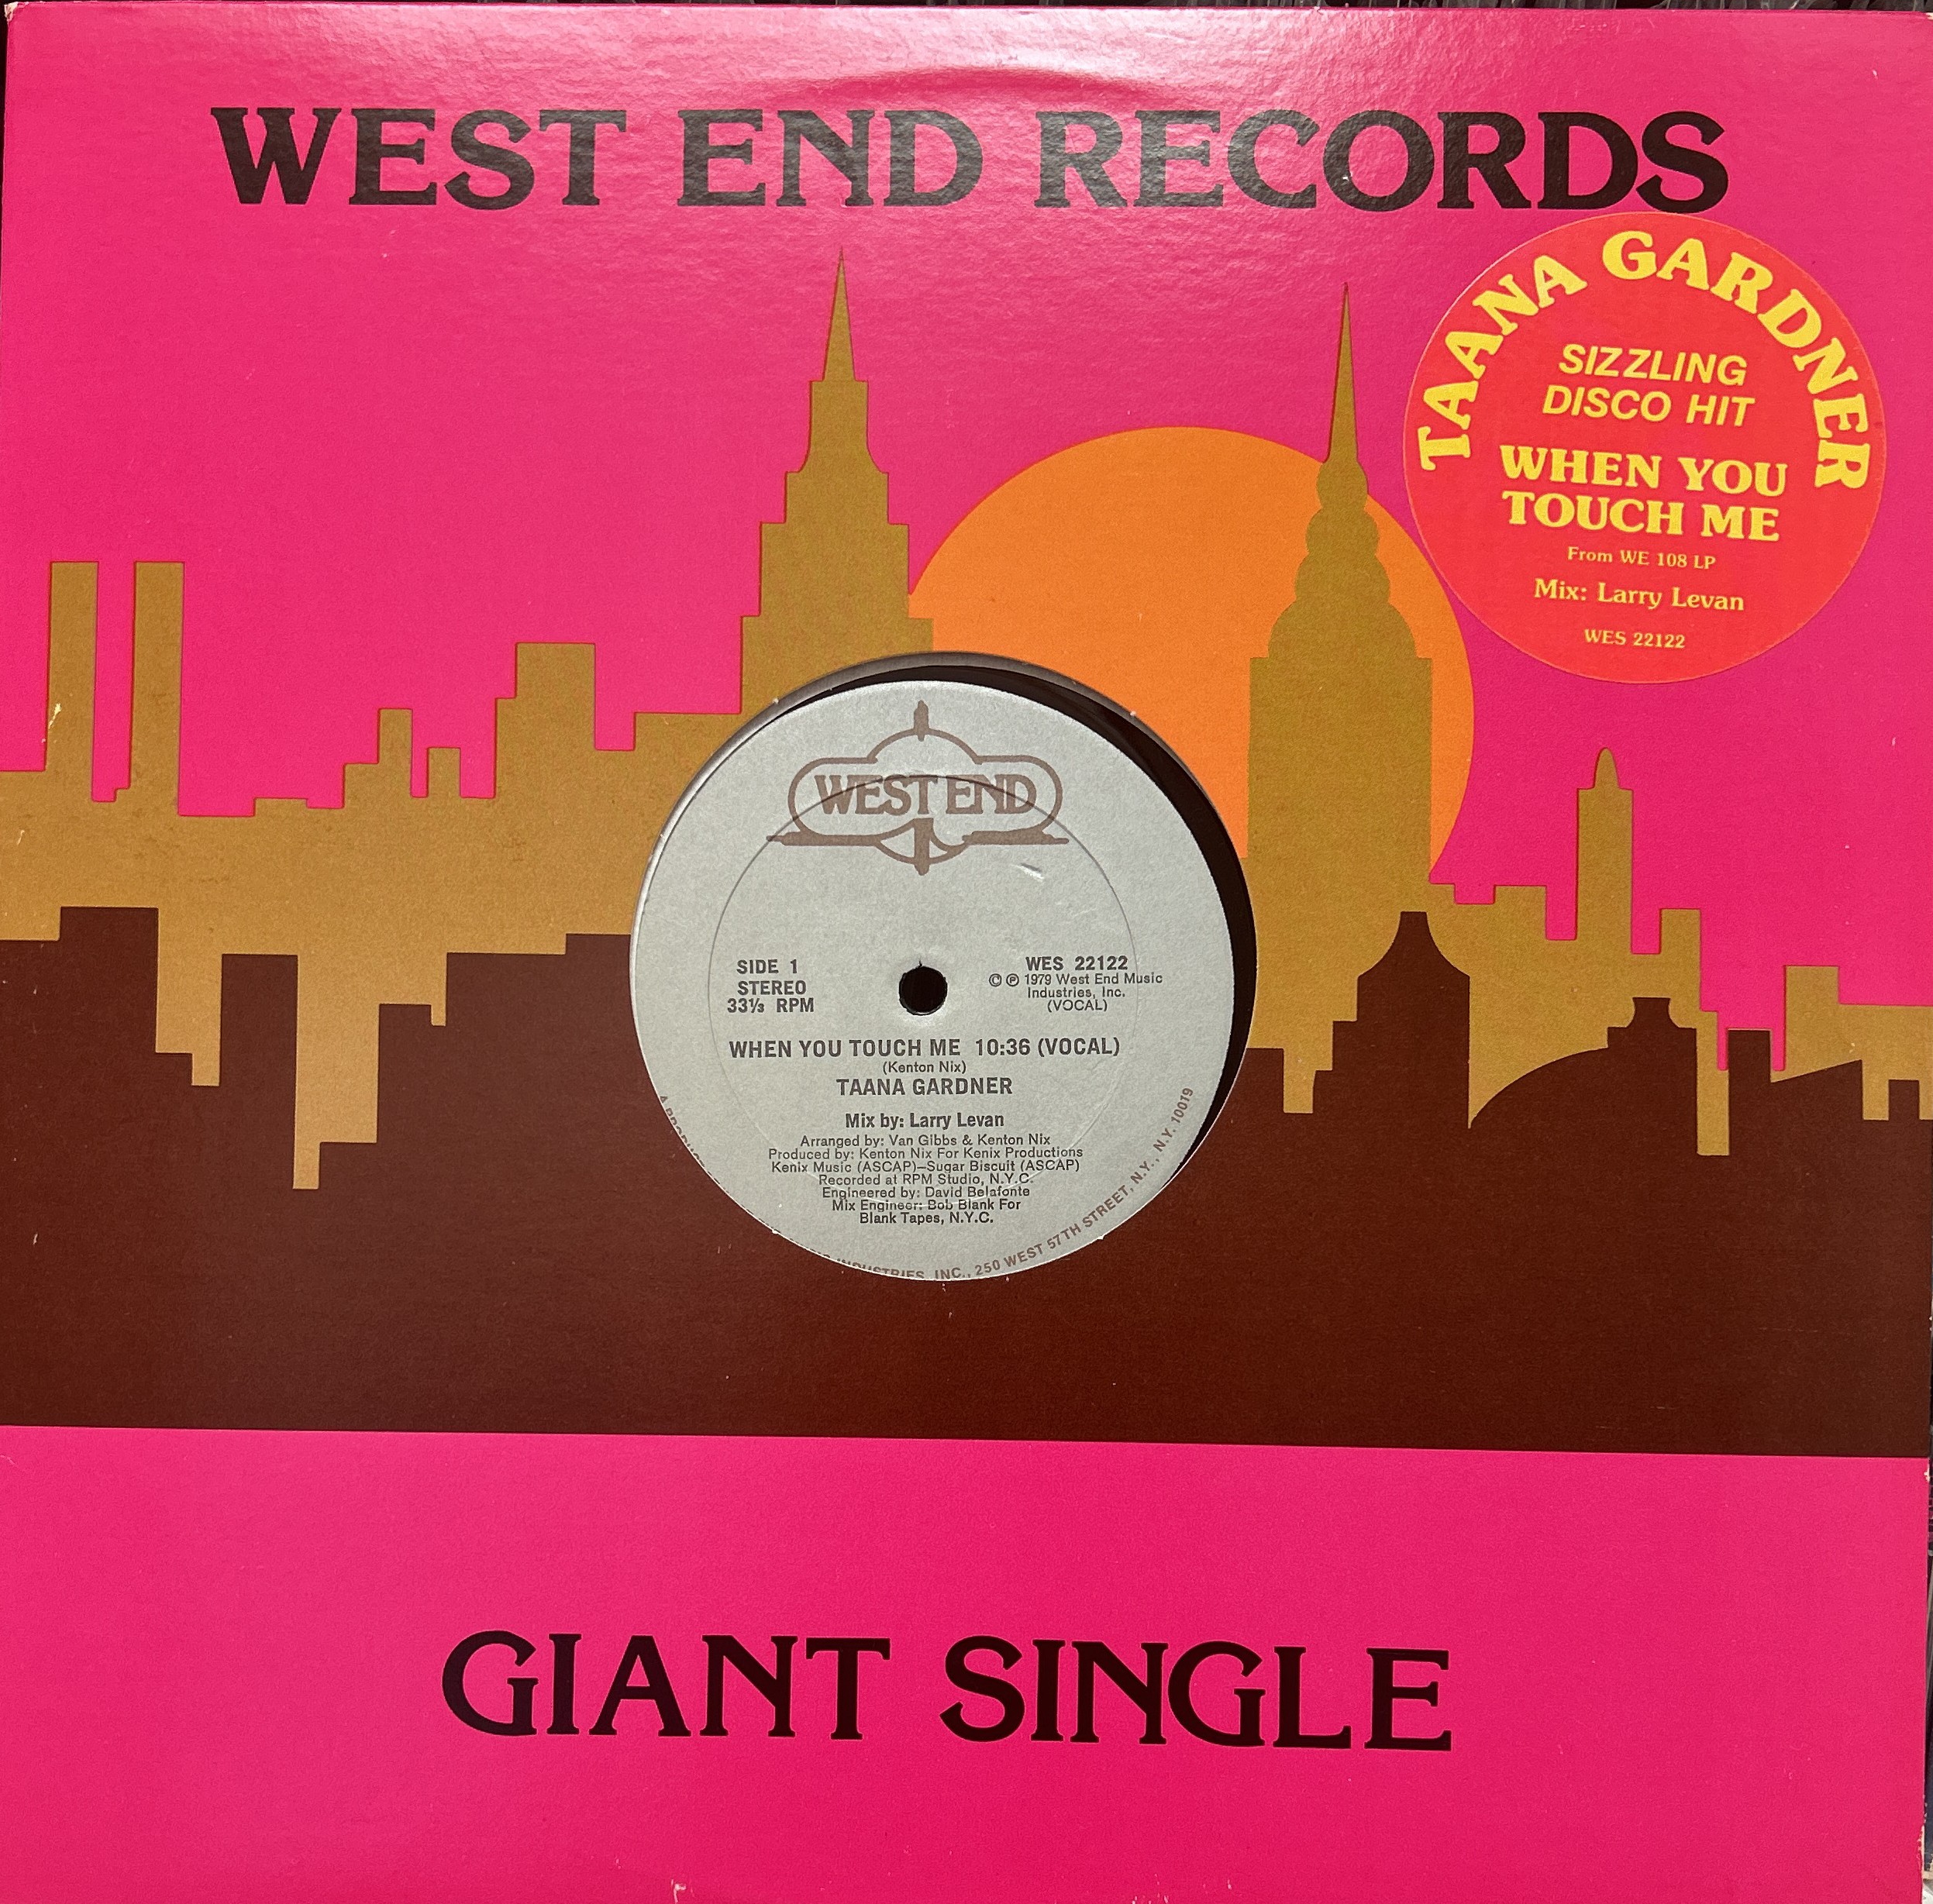 WEST END RECORDS
TAANA GARDNER
SIZZLING
DISCO HIT
WHEN YOU
TOUCH ME
From WE 108 LP
Mix: Larry Levan
WES 22122
WEST END
SIDE 1
STEREO
33⅓ RPM
WES 22122
© ℗ 1979 West End Music
Industries, Inc.
(VOCAL)
WHEN YOU TOUCH ME 10:36 (VOCAL)
(Kenton Nix)
TAANA GARDNER
Mix by: Larry Levan
Arranged by: Van Gibbs & Kenton Nix
Produced by: Kenton Nix For Kenix Productions
Kenix Music (ASCAP)—Sugar Biscuit (ASCAP)
Recorded at RPM Studio, N.Y.C.
Engineered by: David Belafonte
Mix Engineer: Bob Blank For
Blank Tapes, N.Y.C.
INDUSTRIES, INC., 250 WEST 57TH STREET, N.Y., N.Y. 10019
GIANT SINGLE